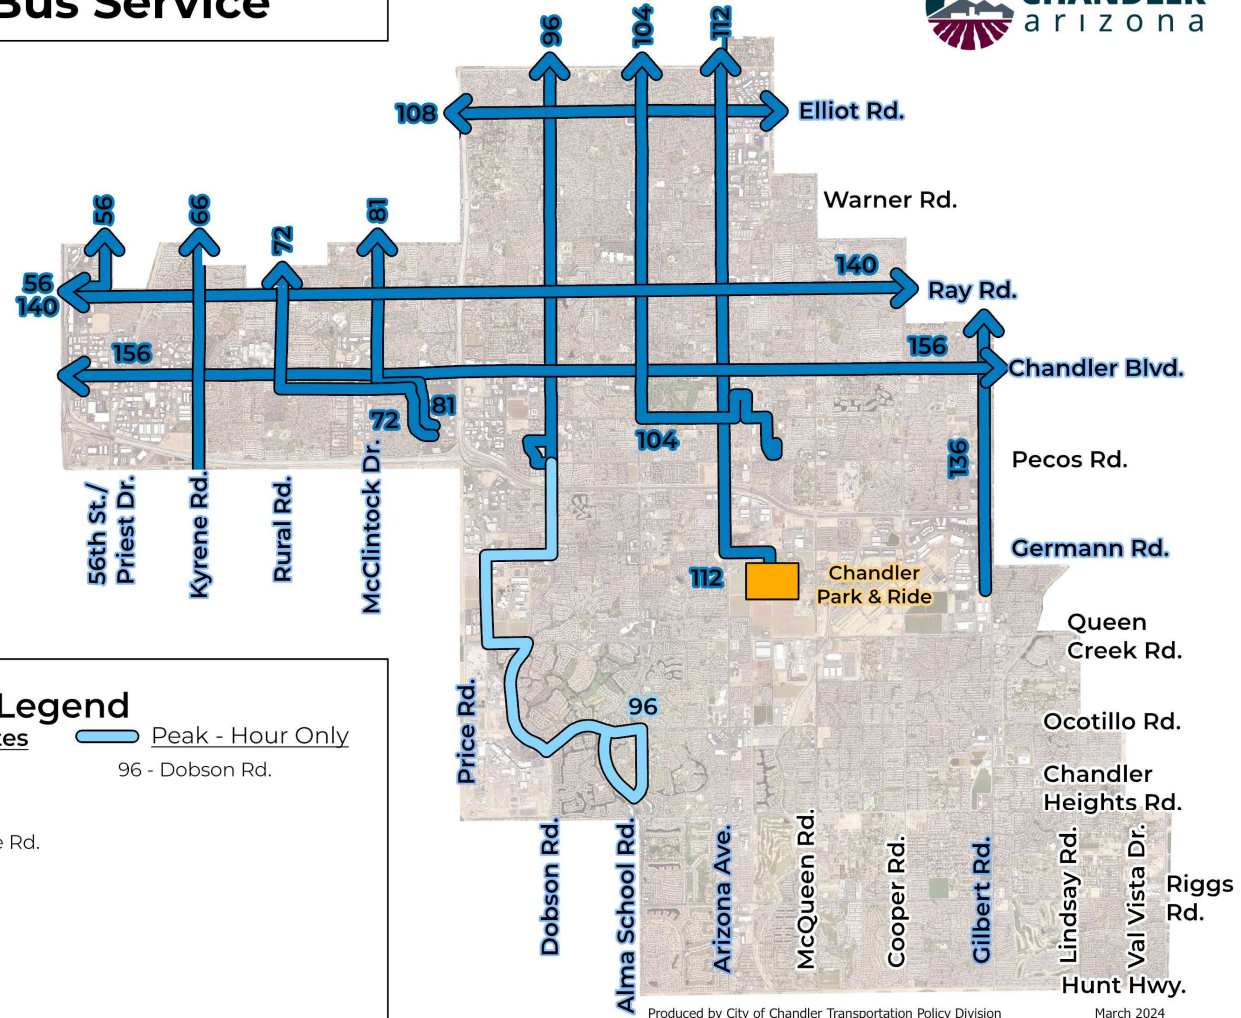 Bus Service
CHANDLER
arizona
96
104
112
108
Elliot Rd.
Warner Rd.
56
66
72
81
56
140
140
Ray Rd.
156
156
Chandler Blvd.
72
81
104
136
Pecos Rd.
56th St./
Priest Dr.
Kyrene Rd.
Rural Rd.
McClintock Dr.
Germann Rd.
112
Chandler
Park & Ride
Queen
Creek Rd.
Legend
Peak - Hour Only
96 - Dobson Rd.
Rd.
Price Rd.
96
Ocotillo Rd.
Chandler
Heights Rd.
Dobson Rd.
Alma School Rd.
Arizona Ave.
McQueen Rd.
Cooper Rd.
Gilbert Rd.
Lindsay Rd.
Val Vista Dr.
Riggs
Rd.
Hunt Hwy.
Produced by City of Chandler Transportation Policy Division
March 2024